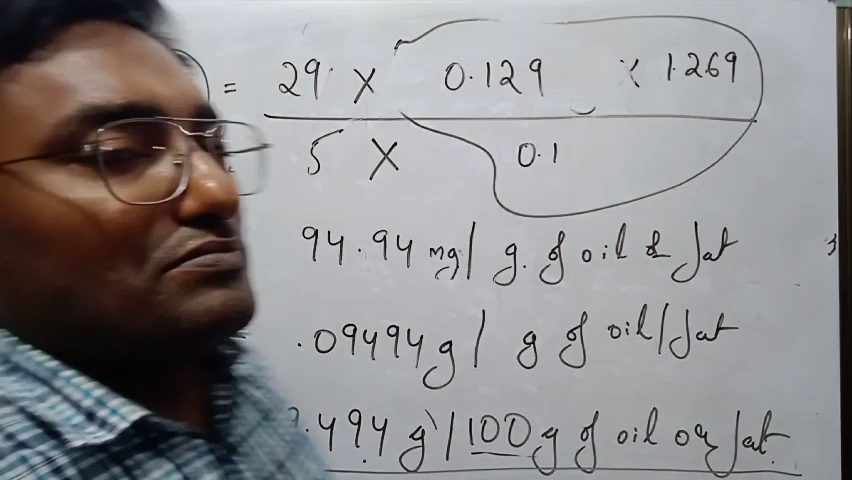 = 29 × 0.129 × 1.269
5 × 0.1
94.94 mg/ g. of oil & fat
.09494 g / g of oil/fat
9.494 g / 100 g of oil or fat.